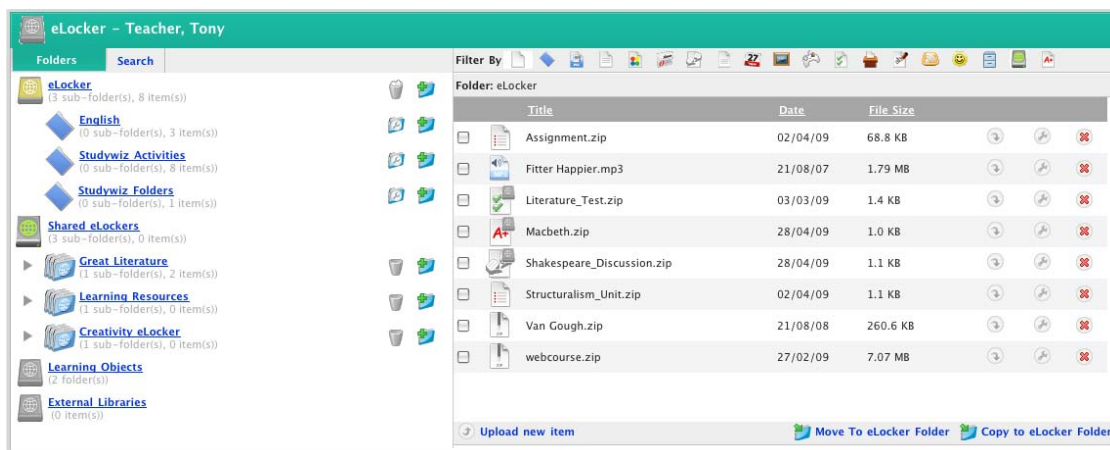 eLocker – Teacher, Tony
Folders
Search
eLocker
(3 sub-folder(s), 8 item(s))
English
(0 sub-folder(s), 3 item(s))
Studywiz Activities
(0 sub-folder(s), 8 item(s))
Studywiz Folders
(0 sub-folder(s), 1 item(s))
Shared eLockers
(3 sub-folder(s), 0 item(s))
Great Literature
(1 sub-folder(s), 2 item(s))
Learning Resources
(1 sub-folder(s), 0 item(s))
Creativity eLocker
(1 sub-folder(s), 0 item(s))
Learning Objects
(2 folder(s))
External Libraries
(0 item(s))
Filter By 27 A+
Folder: eLocker
Title Date File Size
Assignment.zip 02/04/09 68.8 KB
Fitter Happier.mp3 21/08/07 1.79 MB
Literature_Test.zip 03/03/09 1.4 KB
A+ Macbeth.zip 28/04/09 1.0 KB
Shakespeare_Discussion.zip 28/04/09 1.1 KB
Structuralism_Unit.zip 02/04/09 1.1 KB
Van Gough.zip 21/08/08 260.6 KB
webcourse.zip 27/02/09 7.07 MB
Upload new item Move To eLocker Folder Copy to eLocker Folder